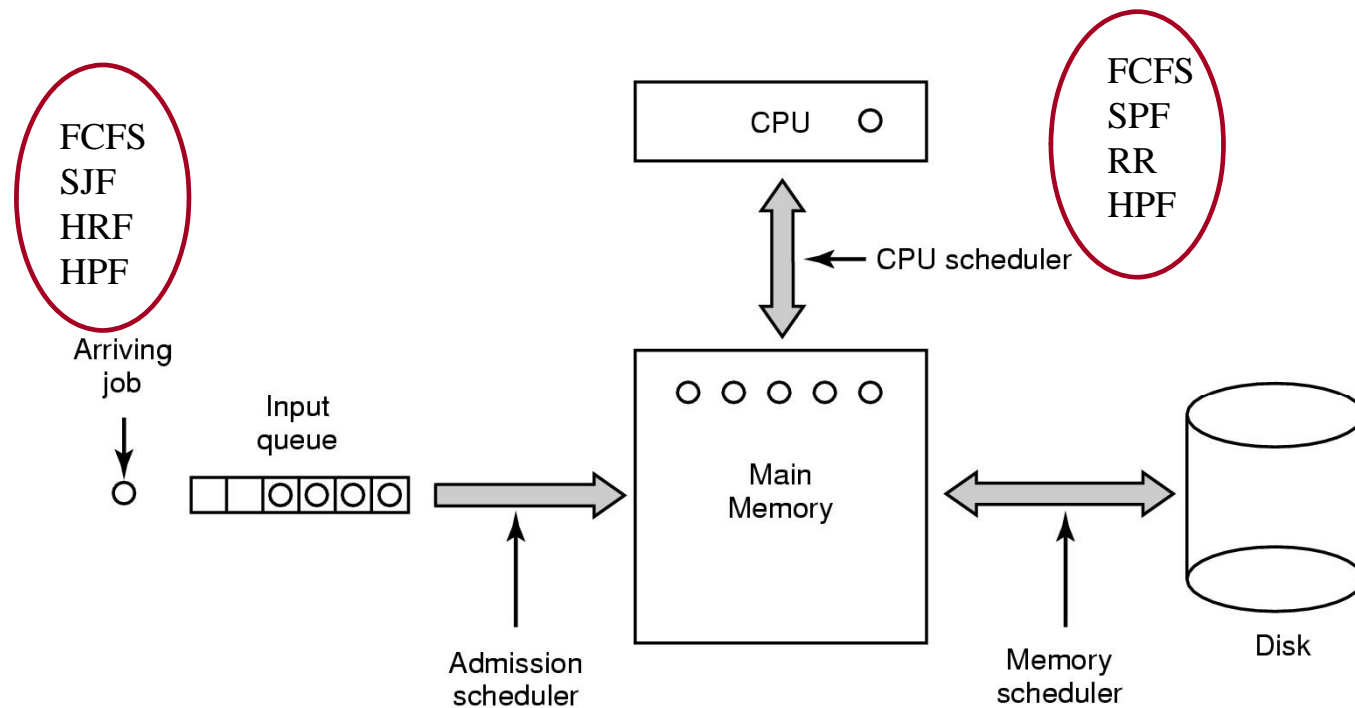 FCFS
SJF
HRF
HPF
Arriving
job
Input
queue
Admission
scheduler
CPU
CPU scheduler
Main
Memory
FCFS
SPF
RR
HPF
Memory
scheduler
Disk